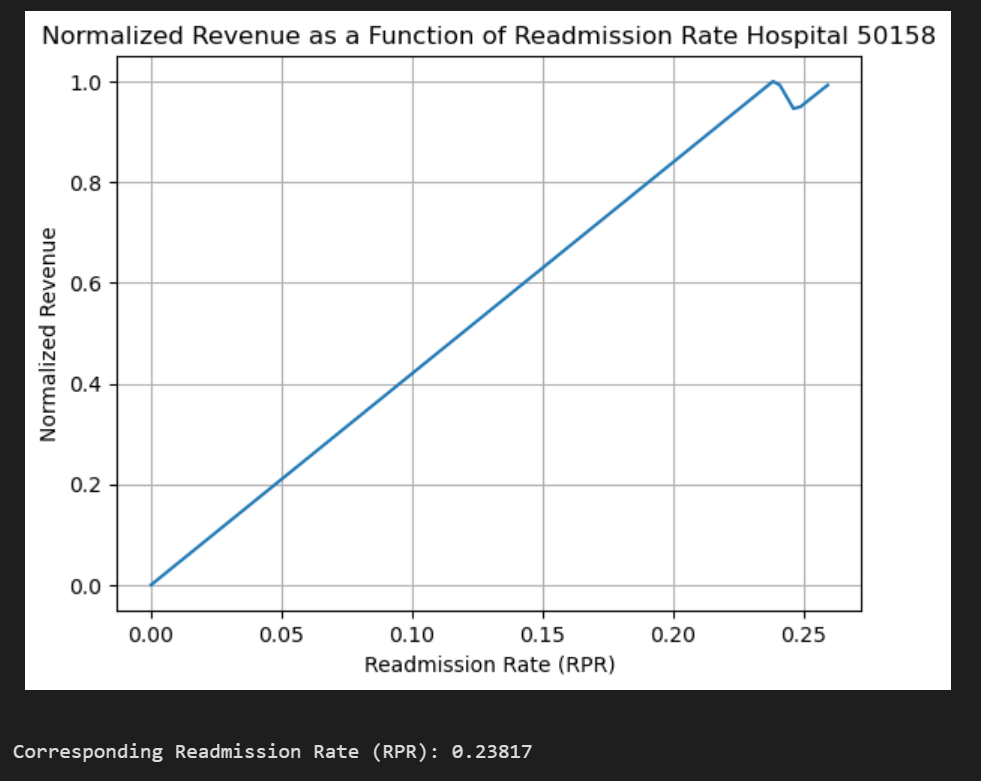 Normalized Revenue as a Function of Readmission Rate Hospital 50158
1.0
0.8
0.6
0.4
0.2
0.0
Normalized Revenue
0.00 0.05 0.10 0.15 0.20 0.25
Readmission Rate (RPR)
Corresponding Readmission Rate (RPR): 0.23817